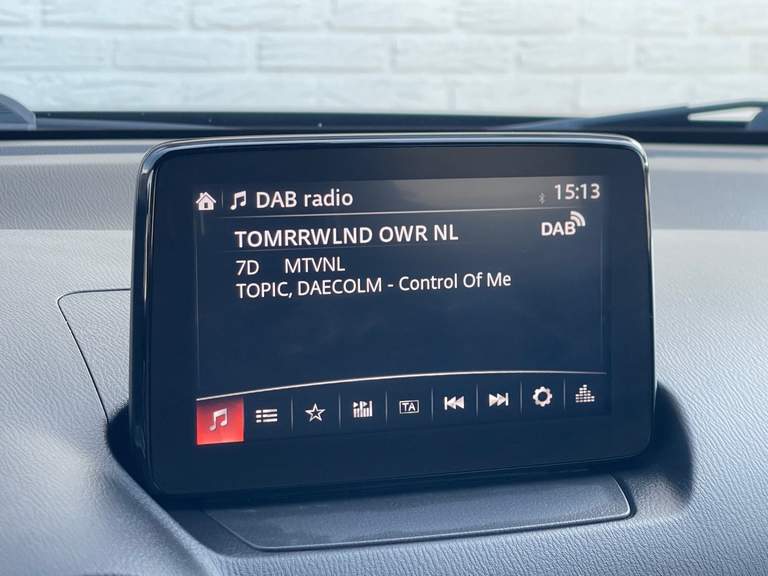 DAB radio 15:13
TOMRRWLND OWR NL DAB
7D MTVNL
TOPIC, DAECOLM - Control Of Me
TA